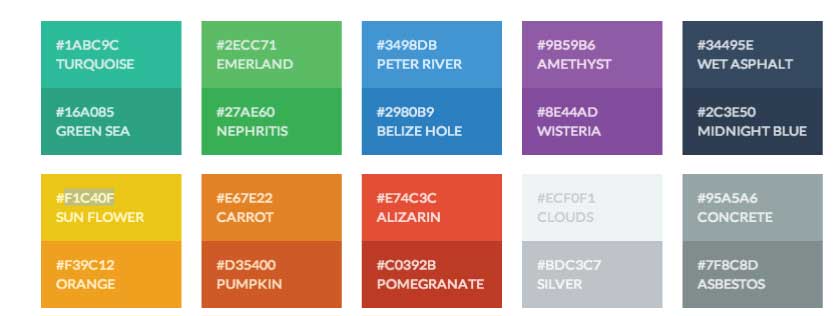 #1ABC9C
TURQUOISE
#2ECC71
EMERLAND
#3498DB
PETER RIVER
#9B59B6
AMETHYST
#34495E
WET ASPHALT
#16A085
GREEN SEA
#27AE60
NEPHRITIS
#2980B9
BELIZE HOLE
#8E44AD
WISTERIA
#2C3E50
MIDNIGHT BLUE
#F1C40F
SUN FLOWER
#E67E22
CARROT
#E74C3C
ALIZARIN
#ECF0F1
CLOUDS
#95A5A6
CONCRETE
#F39C12
ORANGE
#D35400
PUMPKIN
#C0392B
POMEGRANATE
#BDC3C7
SILVER
#7F8C8D
ASBESTOS